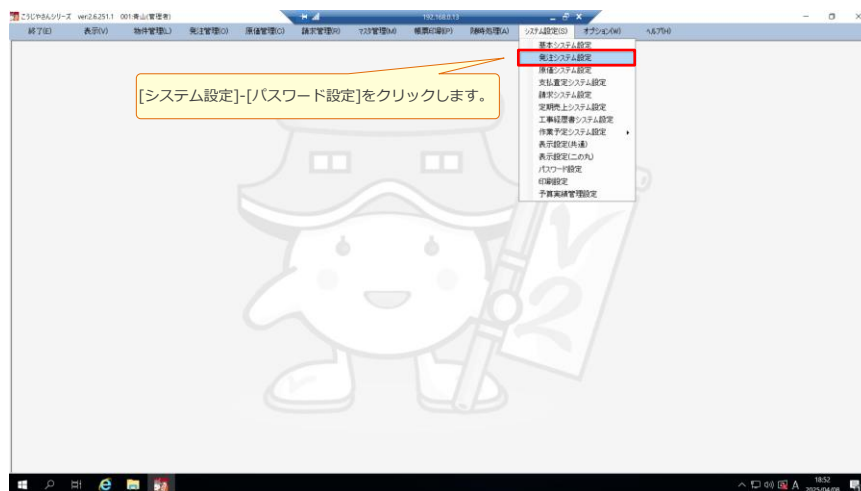 こうじやさんシリーズ ver:2.6.251.1 001:青山(管理者)
192.168.0.13
終了(E) 表示(V) 物件管理(L) 発注管理(O) 原価管理(C) 請求管理(R) マスタ管理(M) 帳票印刷(P) 随時処理(A) システム設定(S) オプション(W) ヘルプ(H)
基本システム設定
発注システム設定
原価システム設定
支払査定システム設定
請求システム設定
定期売上システム設定
工事経歴書システム設定
作業予定システム設定
表示設定(共通)
表示設定(二の丸)
パスワード設定
印刷設定
予算実績管理設定
[システム設定]-[パスワード設定]をクリックします。
V2
A 18:52
2025/04/08